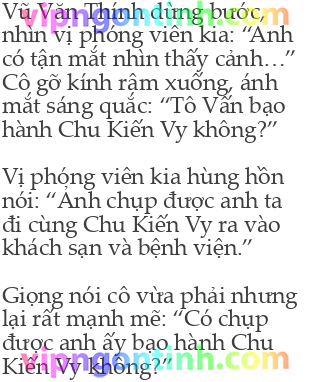 Vũ Văn Thính dừng bước,
nhìn vị phóng viên kia: “Anh
có tận mắt nhìn thấy cảnh…”
Cô gỡ kính râm xuống, ánh
mắt sáng quắc: “Tô Vấn bạo
hành Chu Kiến Vy không?”

Vị phóng viên kia hùng hồn
nói: “Ảnh chụp được anh ta
đi cùng Chu Kiến Vy ra vào
khách sạn và bệnh viện.”

Giọng nói cô vừa phải nhưng
lại rất mạnh mẽ: “Có chụp
được anh ấy bạo hành Chu
Kiến Vy không?”
vipngontinh.com
vipngontinh.com